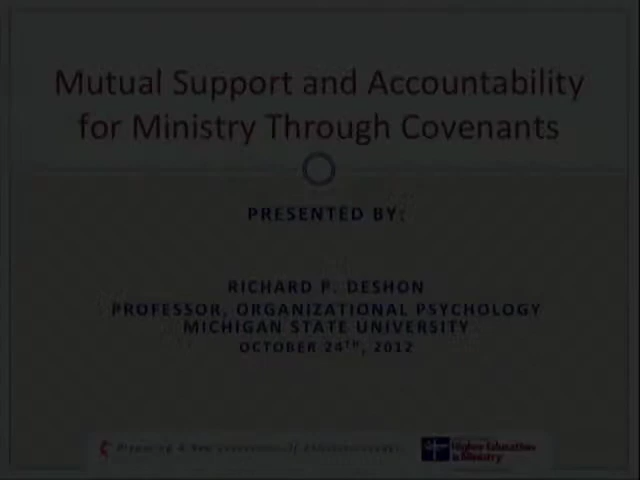 Mutual Support and Accountability
for Ministry Through Covenants
PRESENTED BY:
RICHARD P. DESHON
PROFESSOR, ORGANIZATIONAL PSYCHOLOGY
MICHIGAN STATE UNIVERSITY
OCTOBER 24TH, 2012
Higher Education
& Ministry